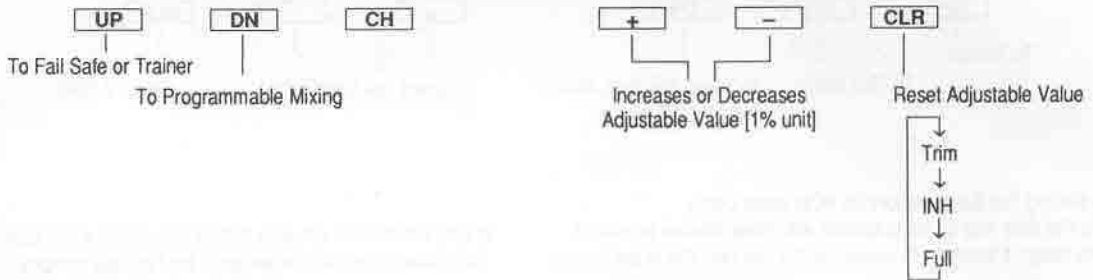 UP DN CH + − CLR
To Fail Safe or Trainer
To Programmable Mixing
Increases or Decreases
Adjustable Value [1% unit]
Reset Adjustable Value
Trim
INH
Full